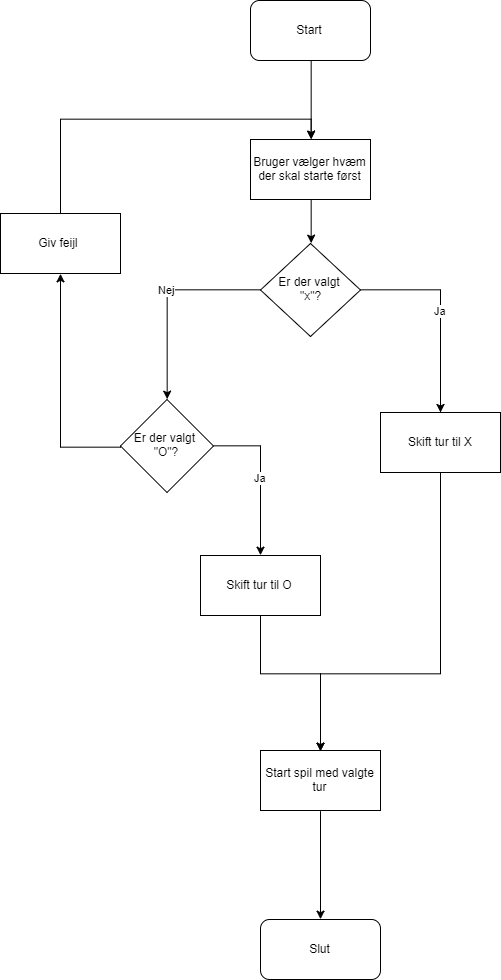 Start
Bruger vælger hvæm
der skal starte først
Giv feijl
Er der valgt
"x"?
Nej
Ja
Er der valgt
"O"?
Skift tur til X
Ja
Skift tur til O
Start spil med valgte
tur
Slut